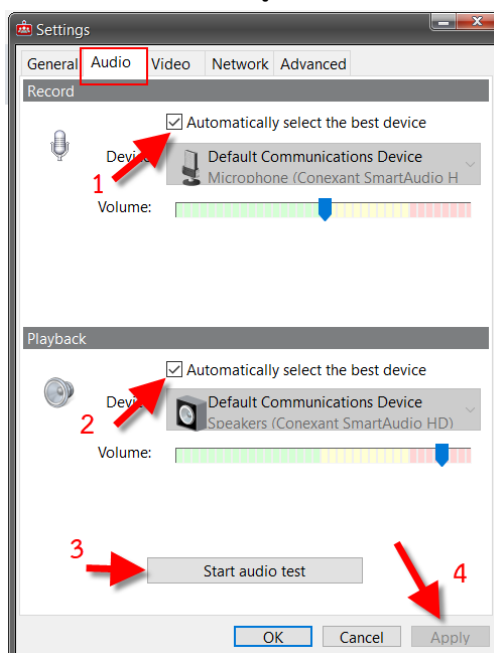 Settings
General Audio Video Network Advanced
Record
Automatically select the best device
Default Communications Device
1
Microphone (Conexant SmartAudio H
Volume:
Playback
Automatically select the best device
Default Communications Device
2
Speakers (Conexant SmartAudio HD)
Volume:
3
Start audio test
4
OK Cancel Apply